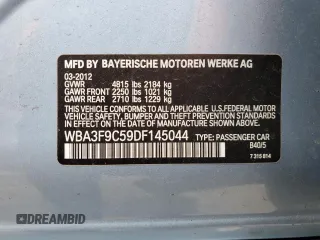 MFD BY BAYERISCHE MOTOREN WERKE AG
03-2012
GVWR 4815 lbs 2184 kg
GAWR FRONT 2250 lbs 1021 kg
GAWR REAR 2710 lbs 1229 kg
THIS VEHICLE CONFORMS TO ALL APPLICABLE U.S.FEDERAL MOTOR
VEHICLE SAFETY, BUMPER, AND THEFT PREVENTION STANDARDS
IN EFFECT ON THE DATE OF MANUFACTURE SHOWN ABOVE.
WBA3F9C59DF145044 TYPE: PASSENGER CAR
B40/5
7 315 814
DREAMBID